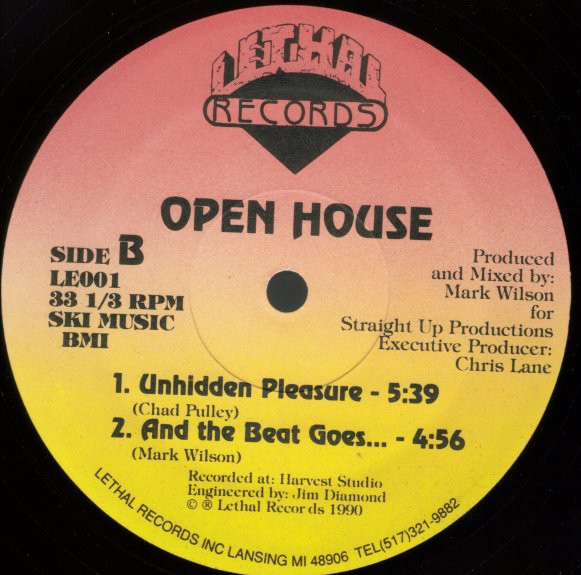 LETHAL
RECORDS
OPEN HOUSE
SIDE B
LE001
33 1/3 RPM
SKI MUSIC
BMI
Produced
and Mixed by:
Mark Wilson
for
Straight Up Productions
Executive Producer:
Chris Lane
1. Unhidden Pleasure - 5:39
(Chad Pulley)
2. And the Beat Goes... - 4:56
(Mark Wilson)
Recorded at: Harvest Studio
Engineered by: Jim Diamond
© ® Lethal Records 1990
LETHAL RECORDS INC LANSING MI 48906 TEL(517)321-9882